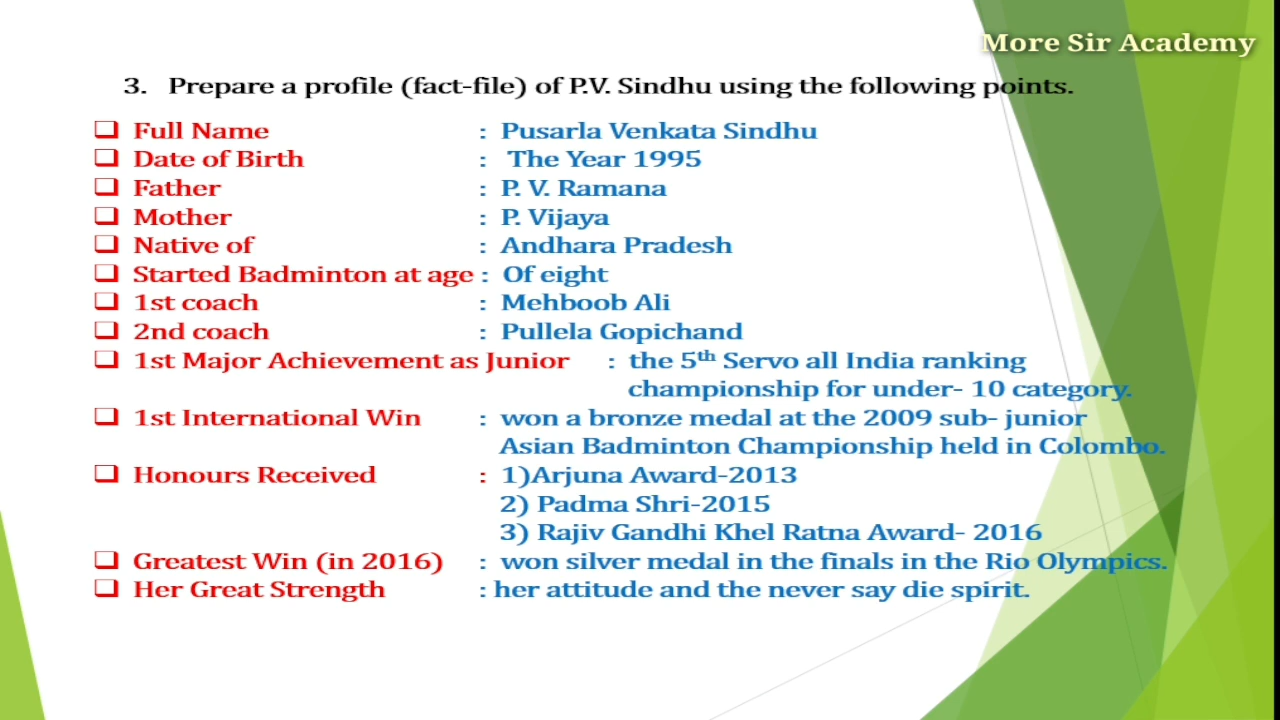 More Sir Academy
3. Prepare a profile (fact-file) of P.V. Sindhu using the following points.
❑ Full Name : Pusarla Venkata Sindhu
❑ Date of Birth : The Year 1995
❑ Father : P. V. Ramana
❑ Mother : P. Vijaya
❑ Native of : Andhara Pradesh
❑ Started Badminton at age : Of eight
❑ 1st coach : Mehboob Ali
❑ 2nd coach : Pullela Gopichand
❑ 1st Major Achievement as Junior : the 5th Servo all India ranking
championship for under- 10 category.
❑ 1st International Win : won a bronze medal at the 2009 sub- junior
Asian Badminton Championship held in Colombo.
❑ Honours Received : 1)Arjuna Award-2013
2) Padma Shri-2015
3) Rajiv Gandhi Khel Ratna Award- 2016
❑ Greatest Win (in 2016) : won silver medal in the finals in the Rio Olympics.
❑ Her Great Strength : her attitude and the never say die spirit.